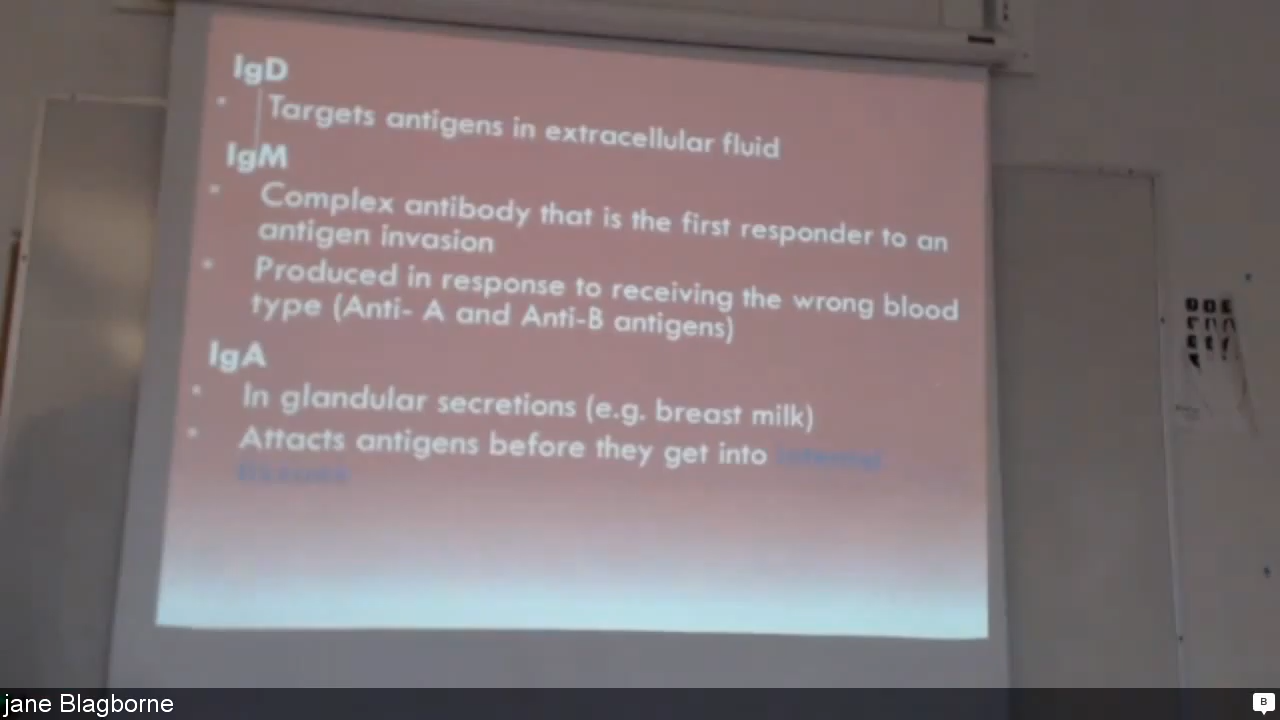 IgD
• Targets antigens in extracellular fluid
IgM
• Complex antibody that is the first responder to an
antigen invasion
• Produced in response to receiving the wrong blood
type (Anti- A and Anti-B antigens)
IgA
• In glandular secretions (e.g. breast milk)
• Attacts antigens before they get into internal
jane Blagborne
B